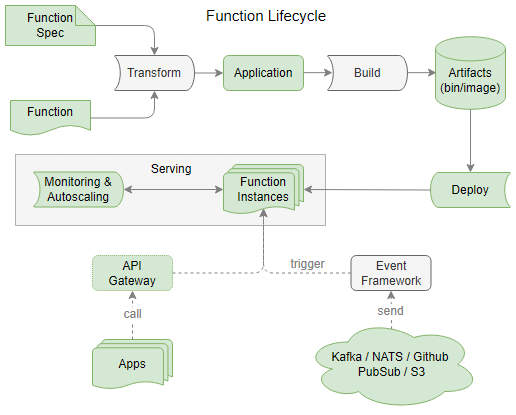 Function Lifecycle
Function
Spec
Function
Transform
Application
Build
Artifacts
(bin/image)
Serving
Monitoring &
Autoscaling
Function
Instances
Deploy
API
Gateway
trigger
Event
Framework
call
send
Apps
Kafka / NATS / Github
PubSub / S3